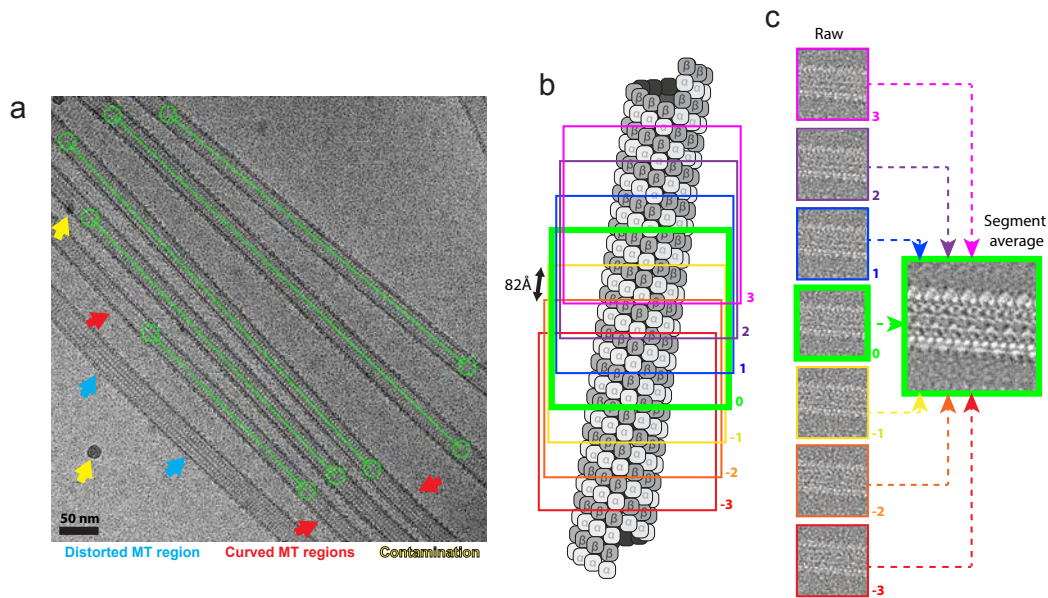 a
50 nm
Distorted MT region
Curved MT regions
Contamination
b
82Å
3
2
1
0
-1
-2
-3
c
Raw
3
2
1
0
-1
-2
-3
Segment
average